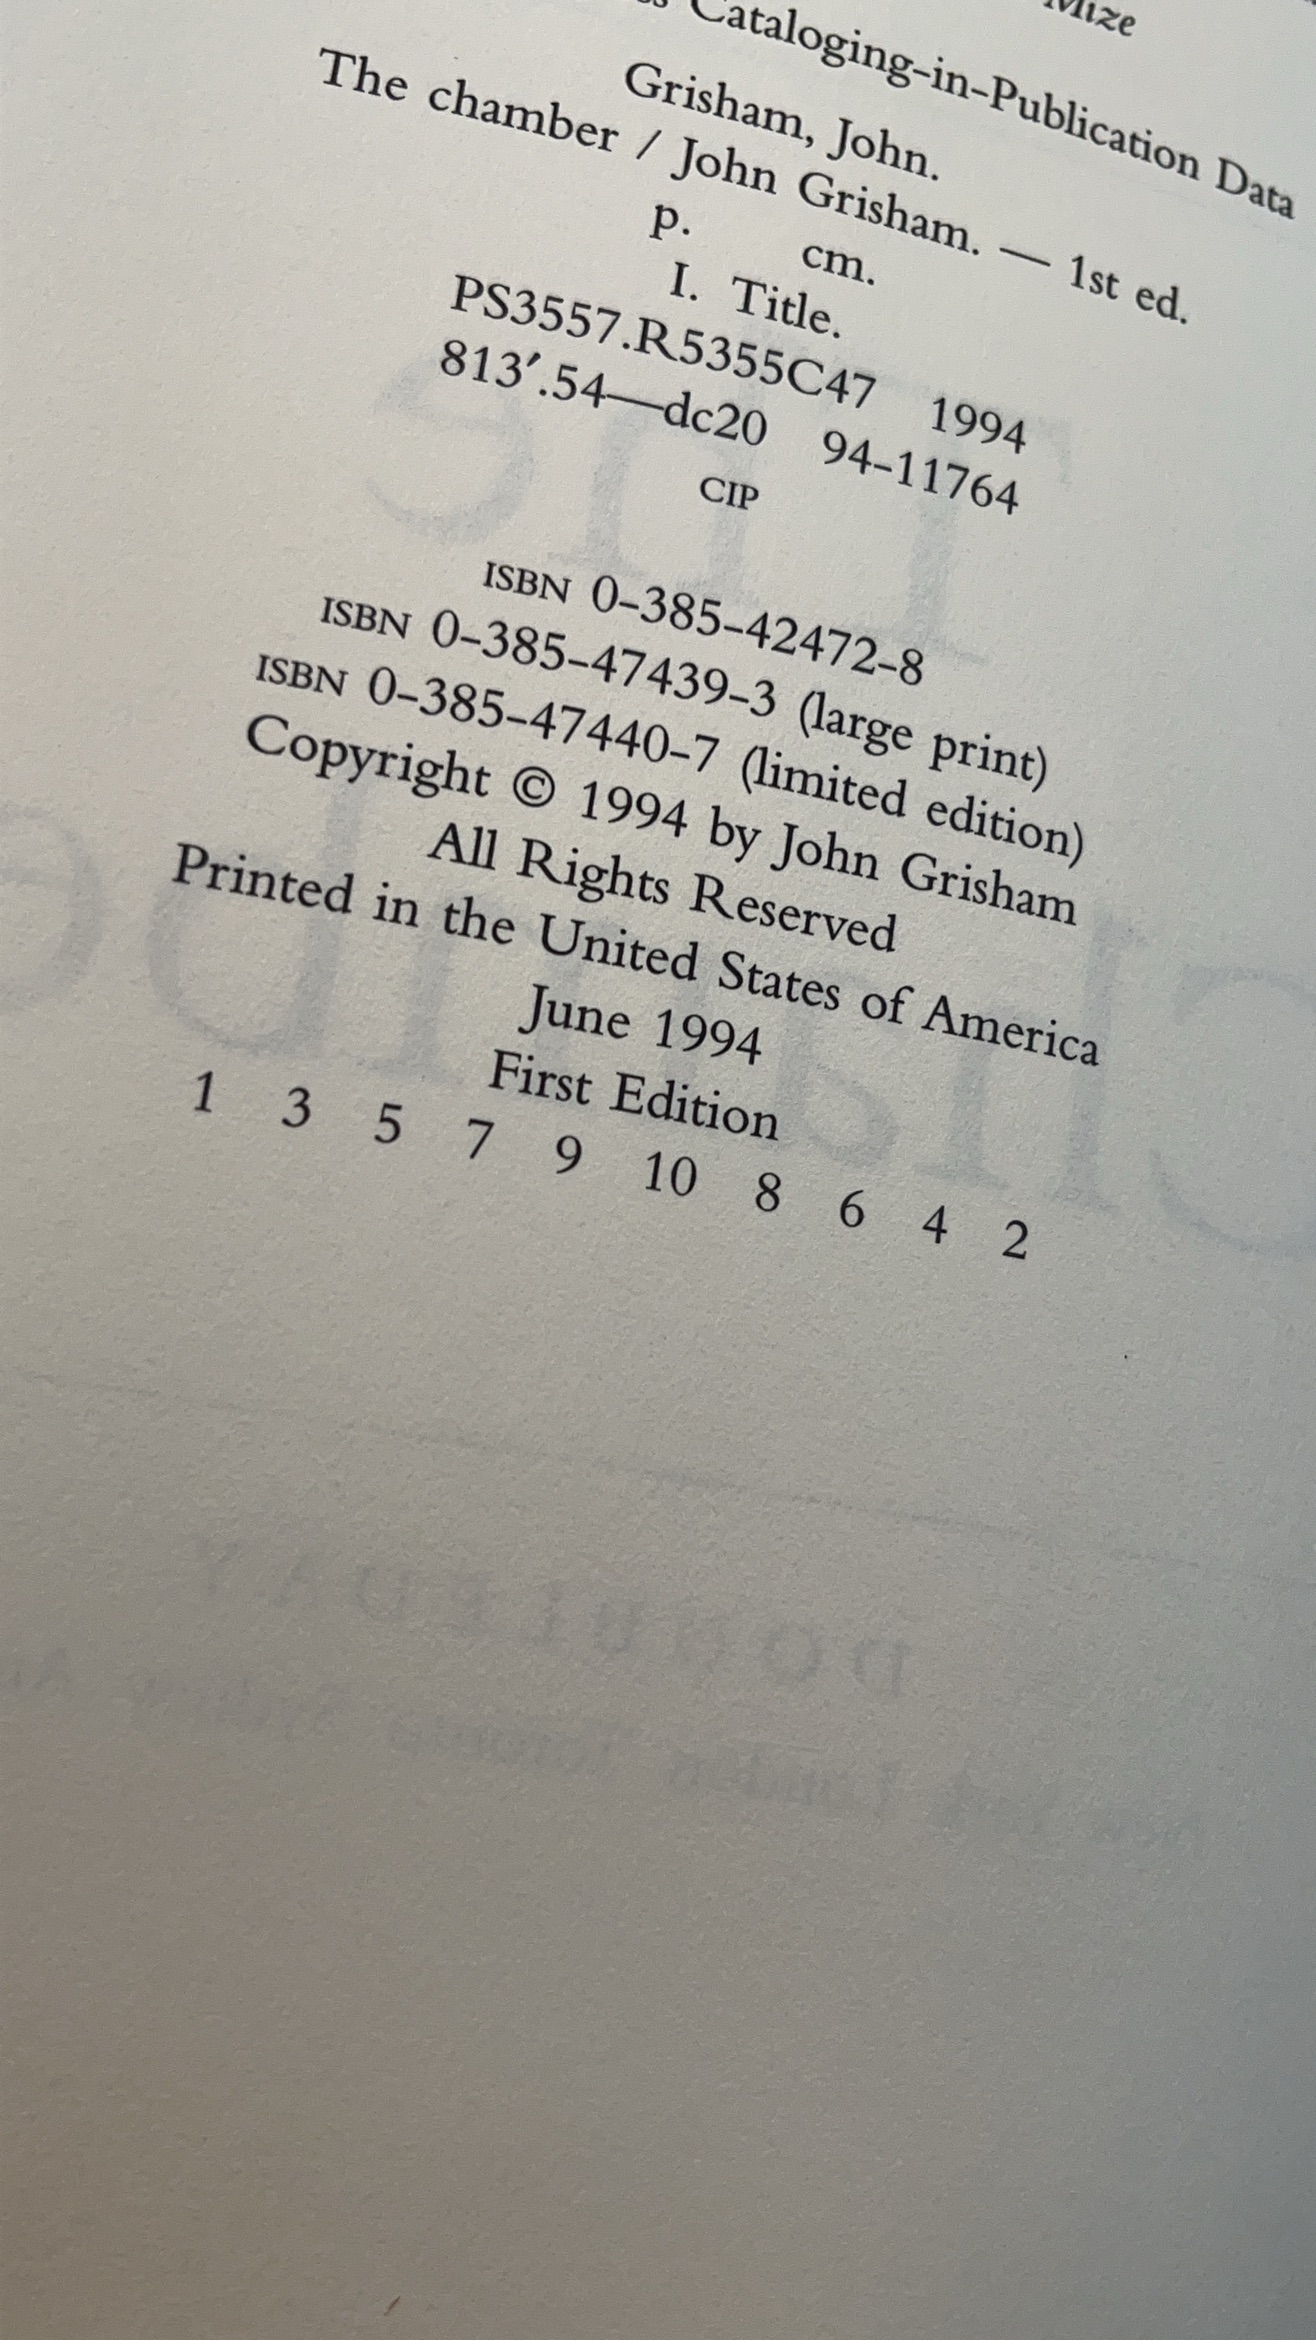 Mize
Cataloging-in-Publication Data
Grisham, John.
The chamber / John Grisham. — 1st ed.
p. cm.
I. Title.
PS3557.R5355C47 1994
813′.54—dc20 94-11764
CIP
ISBN 0-385-42472-8
ISBN 0-385-47439-3 (large print)
ISBN 0-385-47440-7 (limited edition)
Copyright © 1994 by John Grisham
All Rights Reserved
Printed in the United States of America
June 1994
First Edition
1 3 5 7 9 10 8 6 4 2
DOUBLEDAY